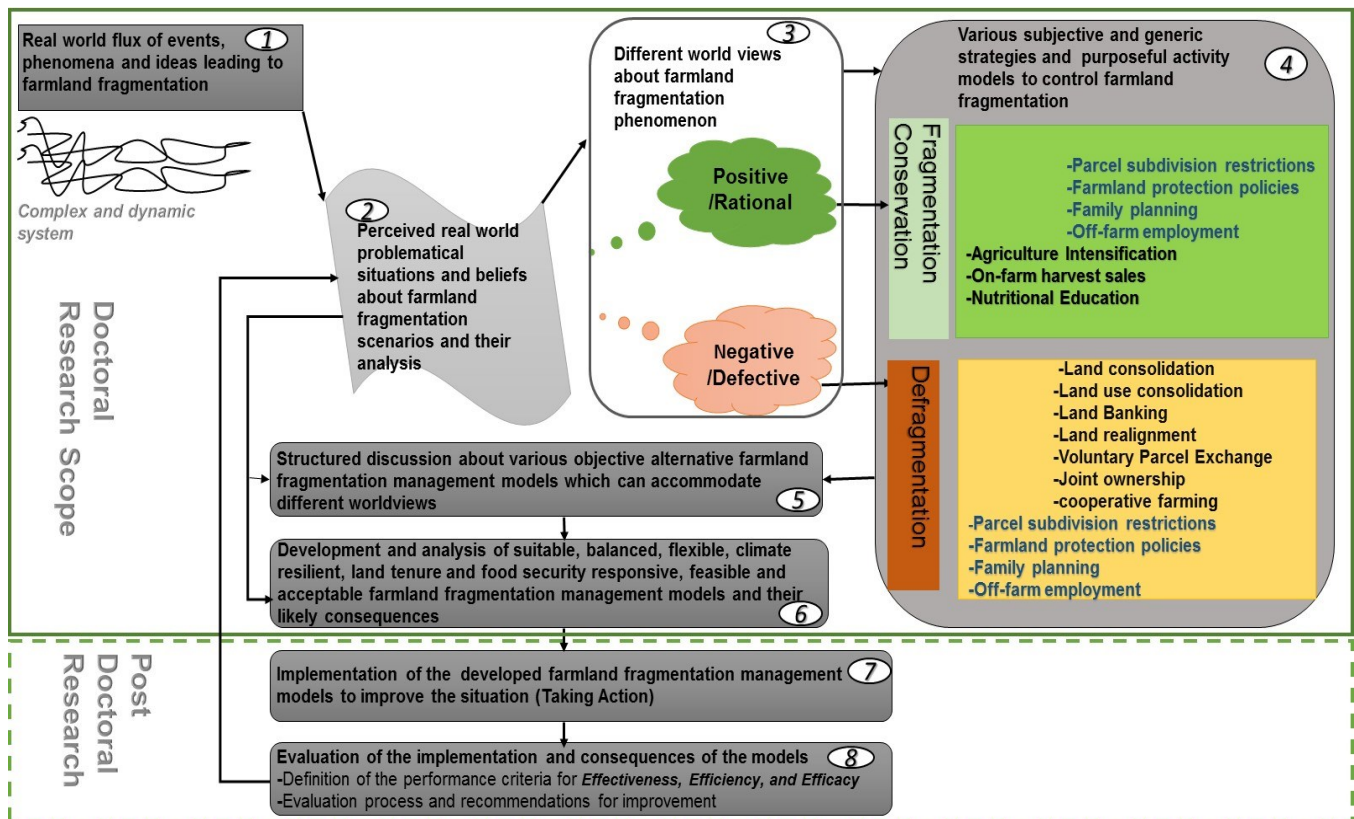 Real world flux of events,
phenomena and ideas leading to
farmland fragmentation
1
Complex and dynamic
system
2
Perceived real world
problematical
situations and beliefs
about farmland
fragmentation
scenarios and their
analysis
3
Different world views
about farmland
fragmentation
phenomenon
Positive
/Rational
Negative
/Defective
Various subjective and generic
strategies and purposeful activity
models to control farmland
fragmentation
4
Fragmentation
Conservation
-Parcel subdivision restrictions
-Farmland protection policies
-Family planning
-Off-farm employment
-Agriculture Intensification
-On-farm harvest sales
-Nutritional Education
Defragmentation
-Land consolidation
-Land use consolidation
-Land Banking
-Land realignment
-Voluntary Parcel Exchange
-Joint ownership
-cooperative farming
-Parcel subdivision restrictions
-Farmland protection policies
-Family planning
-Off-farm employment
Doctoral
Research Scope
Structured discussion about various objective alternative farmland
fragmentation management models which can accommodate
different worldviews
5
Development and analysis of suitable, balanced, flexible, climate
resilient, land tenure and food security responsive, feasible and
acceptable farmland fragmentation management models and their
likely consequences
6
Post
Doctoral
Research
Implementation of the developed farmland fragmentation management
models to improve the situation (Taking Action)
7
Evaluation of the implementation and consequences of the models
-Definition of the performance criteria for Effectiveness, Efficiency, and Efficacy
-Evaluation process and recommendations for improvement
8